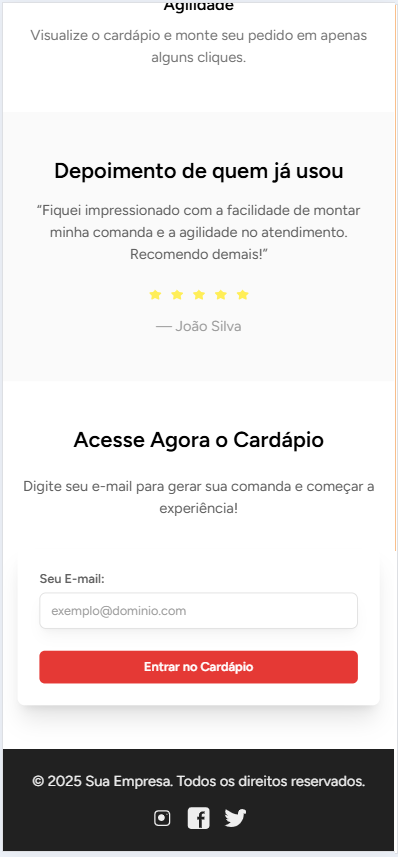 Agilidade
Visualize o cardápio e monte seu pedido em apenas
alguns cliques.
Depoimento de quem já usou
“Fiquei impressionado com a facilidade de montar
minha comanda e a agilidade no atendimento.
Recomendo demais!”
— João Silva
Acesse Agora o Cardápio
Digite seu e-mail para gerar sua comanda e começar a
experiência!
Seu E-mail:
exemplo@dominio.com
Entrar no Cardápio
© 2025 Sua Empresa. Todos os direitos reservados.